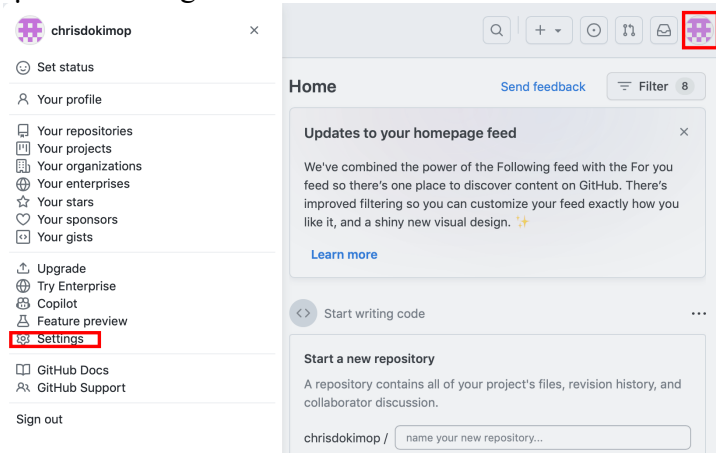 chrisdokimop
Set status
Your profile
Your repositories
Your projects
Your organizations
Your enterprises
Your stars
Your sponsors
Your gists
Upgrade
Try Enterprise
Copilot
Feature preview
Settings
GitHub Docs
GitHub Support
Sign out
Home
Send feedback
Filter 8
Updates to your homepage feed
We've combined the power of the Following feed with the For you
feed so there's one place to discover content on GitHub. There's
improved filtering so you can customize your feed exactly how you
like it, and a shiny new visual design. ✨
Learn more
Start writing code
Start a new repository
A repository contains all of your project's files, revision history, and
collaborator discussion.
chrisdokimop / name your new repository...